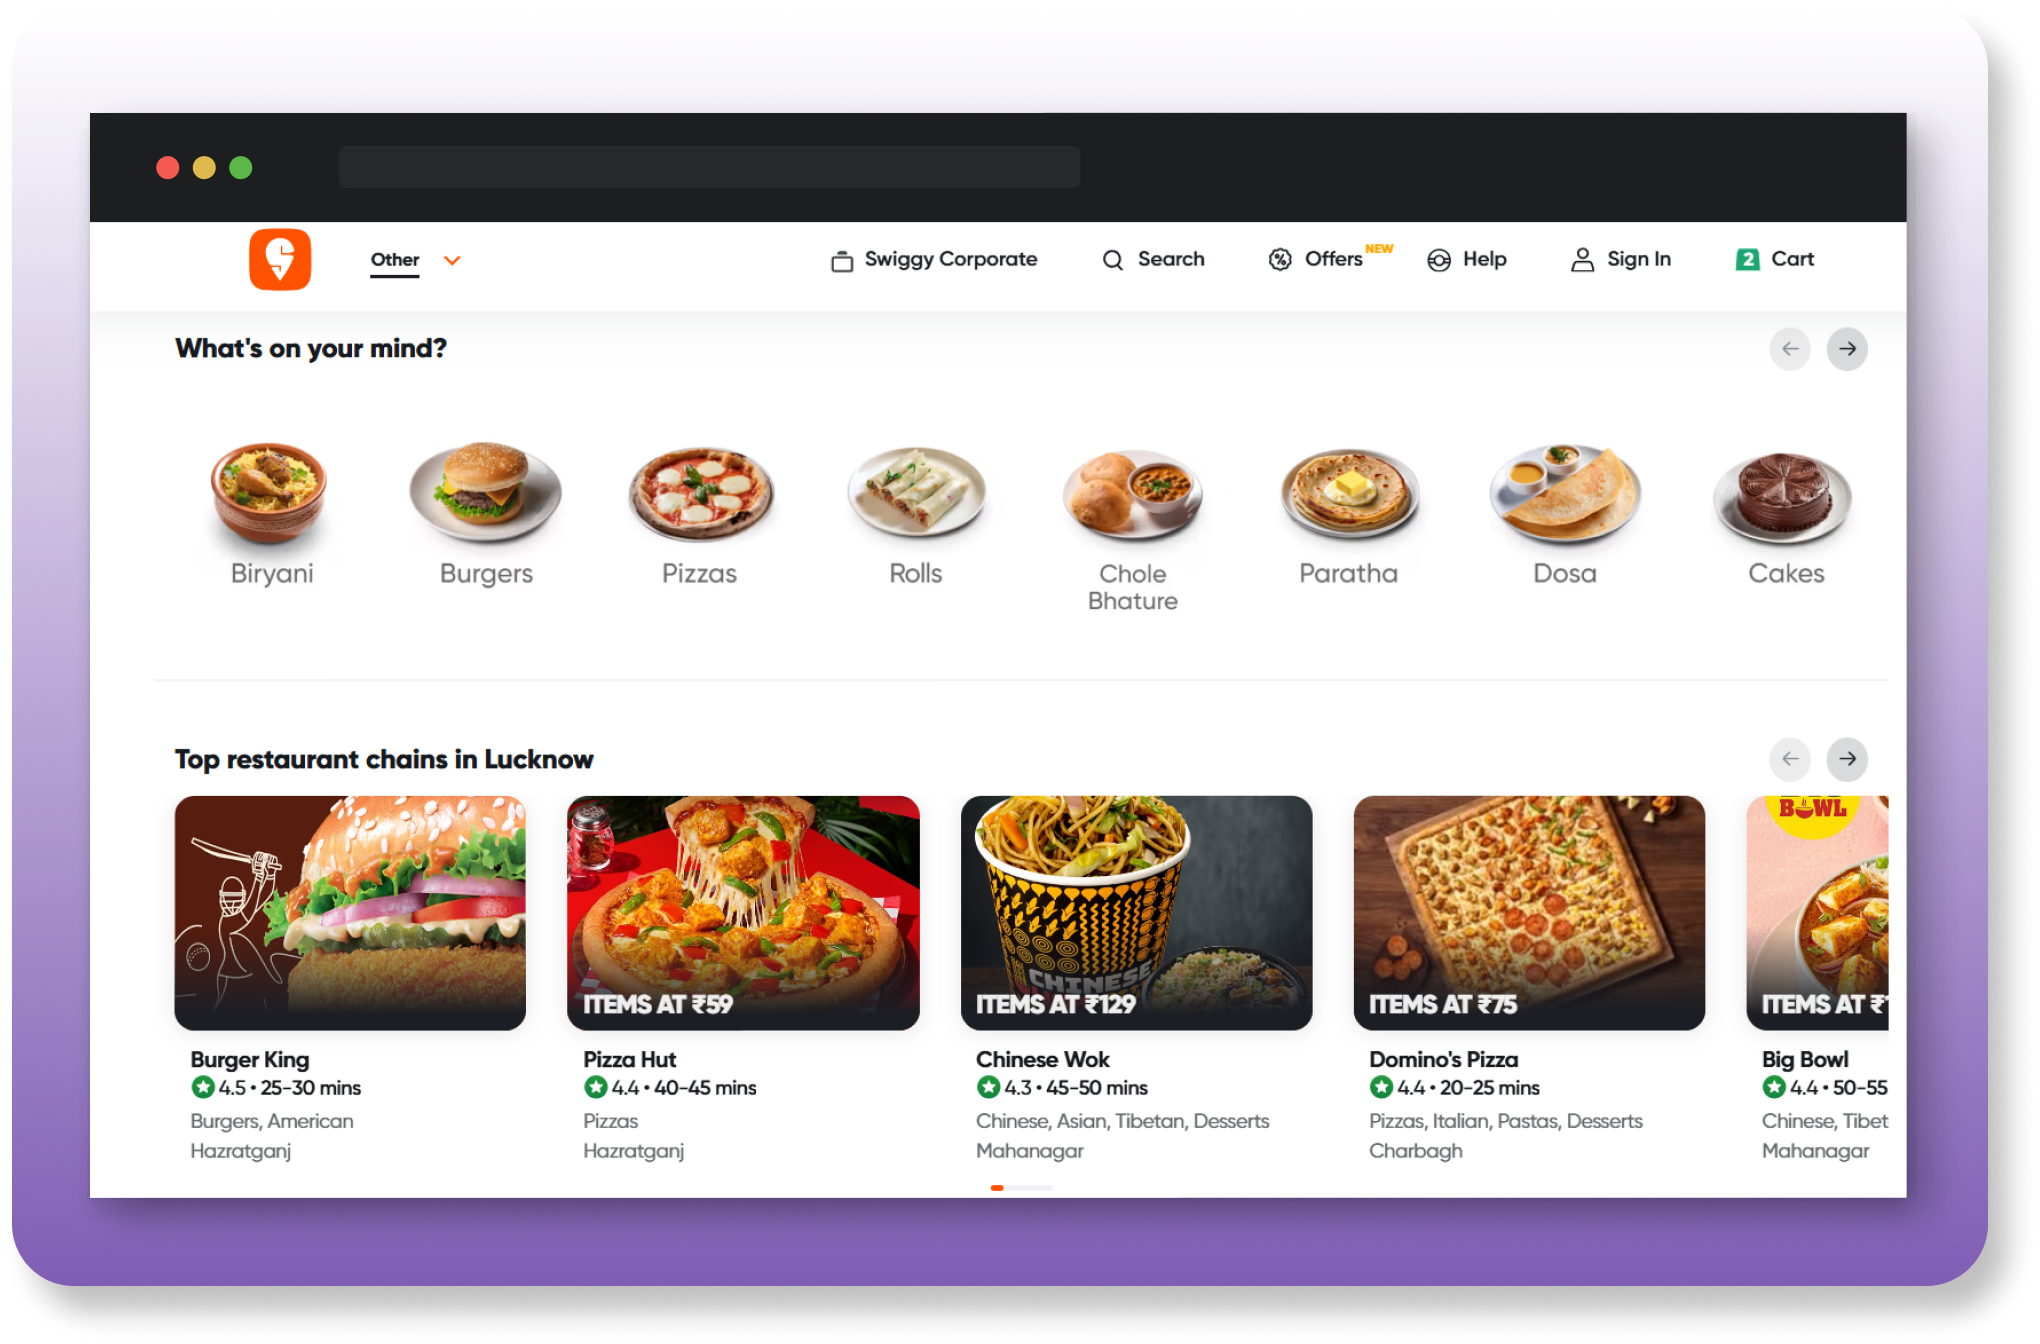 Other
Swiggy Corporate
Search
Offers NEW
Help
Sign In
2 Cart
What's on your mind?
Biryani
Burgers
Pizzas
Rolls
Chole
Bhature
Paratha
Dosa
Cakes
Top restaurant chains in Lucknow
ITEMS AT ₹59
CHINESE
ITEMS AT ₹129
ITEMS AT ₹75
BOWL
ITEMS AT
Burger King
4.5 • 25-30 mins
Burgers, American
Hazratganj
Pizza Hut
4.4 • 40-45 mins
Pizzas
Hazratganj
Chinese Wok
4.3 • 45-50 mins
Chinese, Asian, Tibetan, Desserts
Mahanagar
Domino's Pizza
4.4 • 20-25 mins
Pizzas, Italian, Pastas, Desserts
Charbagh
Big Bowl
4.4 • 50-55
Chinese, Tibet
Mahanagar